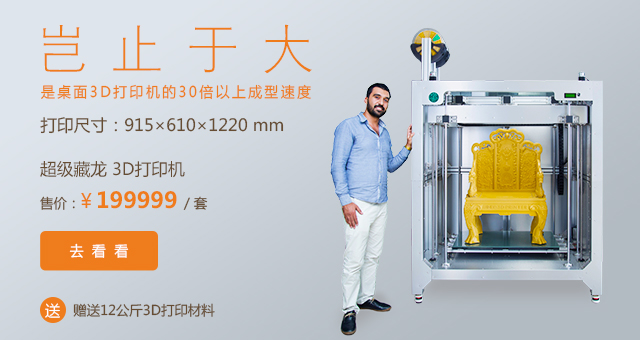 岂止于大
是桌面3D打印机的30倍以上成型速度
打印尺寸：915×610×1220 mm
超级藏龙 3D打印机
售价：¥ 199999 / 套
去看看
送 赠送12公斤3D打印材料